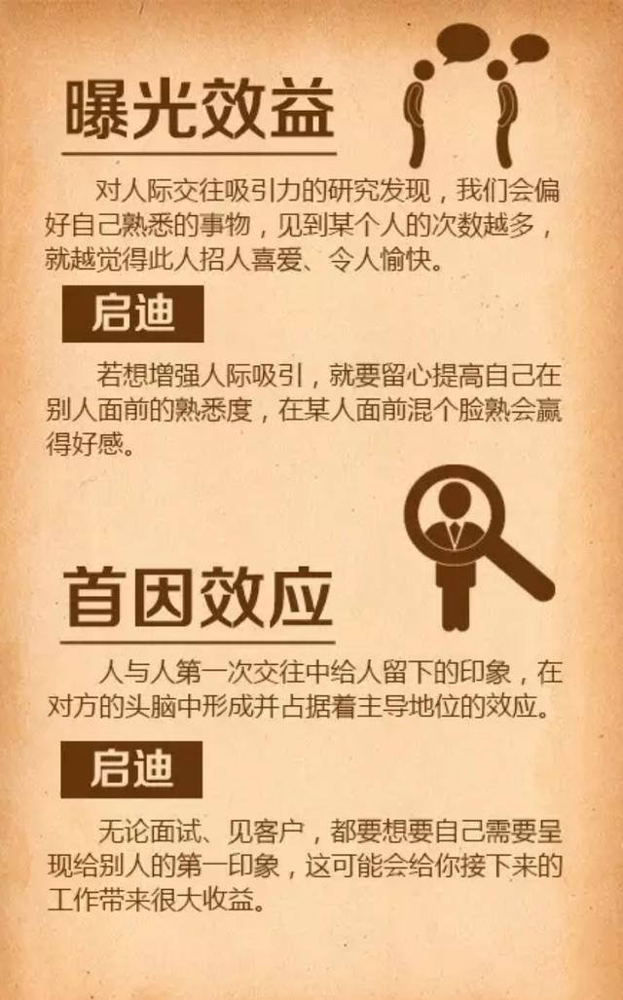 曝光效益
对人际交往吸引力的研究发现，我们会偏
好自己熟悉的事物，见到某个人的次数越多，
就越觉得此人招人喜爱、令人愉快。
启迪
若想增强人际吸引，就要留心提高自己在
别人面前的熟悉度，在某人面前混个脸熟会赢
得好感。
首因效应
人与人第一次交往中给人留下的印象，在
对方的头脑中形成并占据着主导地位的效应。
启迪
无论面试、见客户，都要想要自己需要呈
现给别人的第一印象，这可能会给你接下来的
工作带来很大收益。